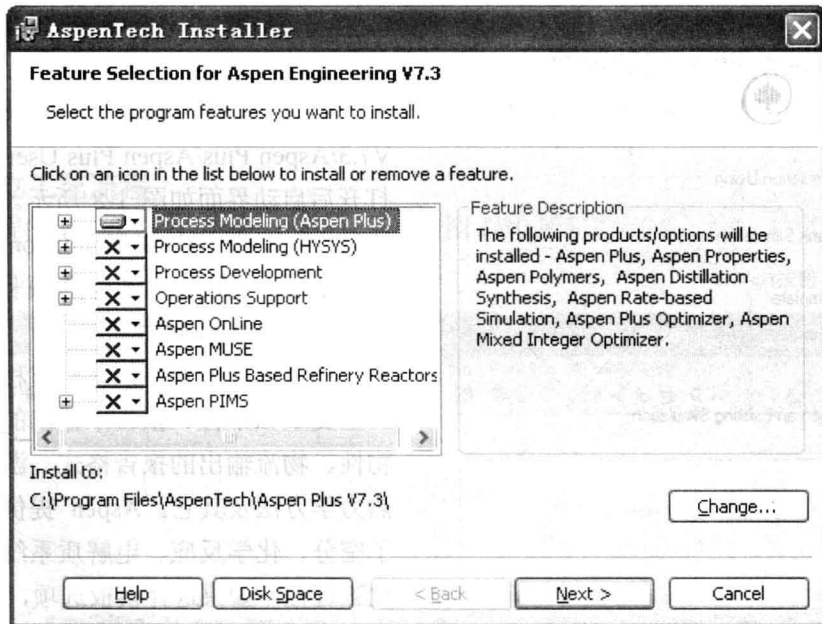 AspenTech Installer
Feature Selection for Aspen Engineering V7.3
Select the program features you want to install.
Click on an icon in the list below to install or remove a feature.
Process Modeling (Aspen Plus)
Process Modeling (HYSYS)
Process Development
Operations Support
Aspen OnLine
Aspen MUSE
Aspen Plus Based Refinery Reactors
Aspen PIMS
Feature Description
The following products/options will be
installed - Aspen Plus, Aspen Properties,
Aspen Polymers, Aspen Distillation
Synthesis, Aspen Rate-based
Simulation, Aspen Plus Optimizer, Aspen
Mixed Integer Optimizer.
Install to:
C:\Program Files\AspenTech\Aspen Plus V7.3\
Change...
Help
Disk Space
< Back
Next >
Cancel